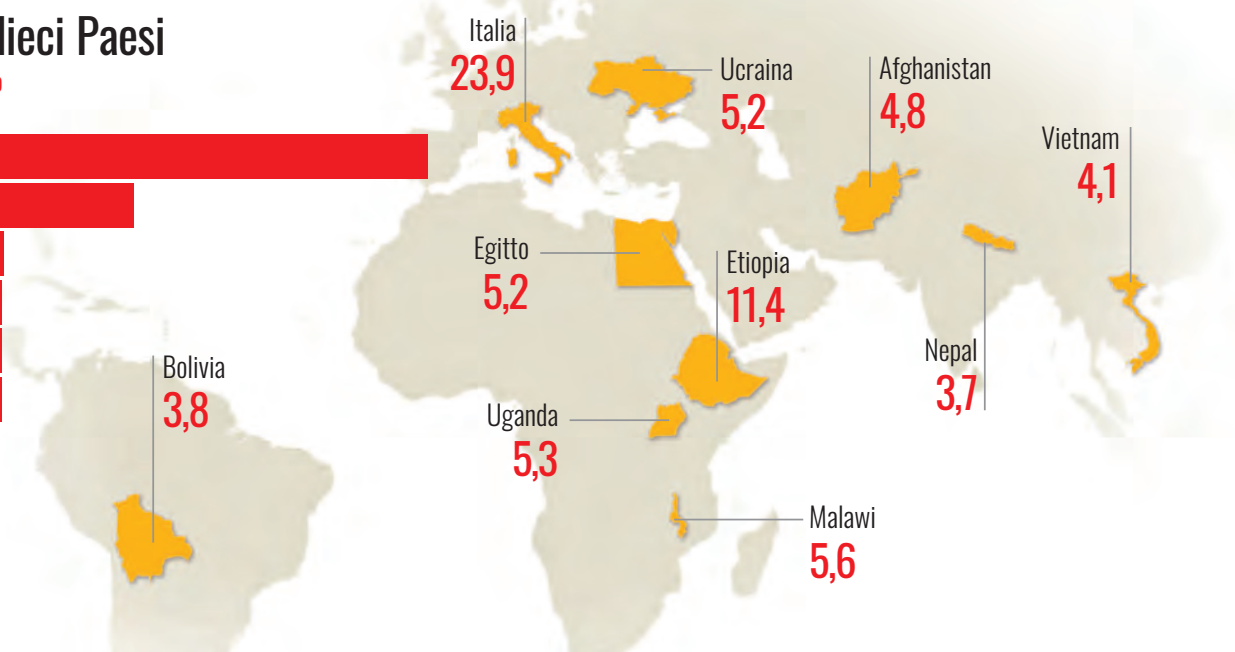 Paesi
Italia
23,9
Ucraina
5,2
Afghanistan
4,8
Vietnam
4,1
Egitto
5,2
Etiopia
11,4
Nepal
3,7
Bolivia
3,8
Uganda
5,3
Malawi
5,6